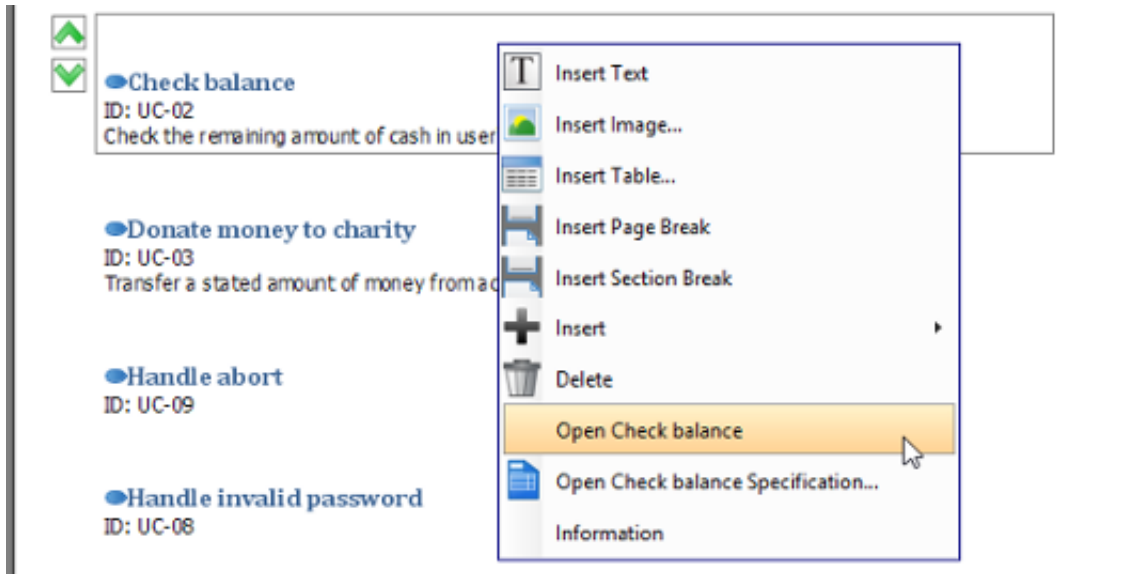 Check balance
ID: UC-02
Check the remaining amount of cash in user
Donate money to charity
ID: UC-03
Transfer a stated amount of money from ac
Handle abort
ID: UC-09
Handle invalid password
ID: UC-08
T Insert Text
Insert Image...
Insert Table...
Insert Page Break
Insert Section Break
Insert
Delete
Open Check balance
Open Check balance Specification...
Information